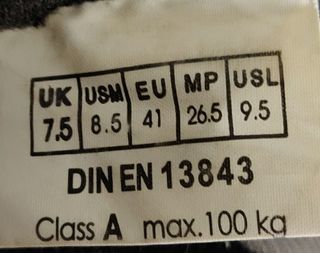 UK USM EU MP USL
7.5 8.5 41 26.5 9.5
DIN EN 13843
Class A max.100 kg